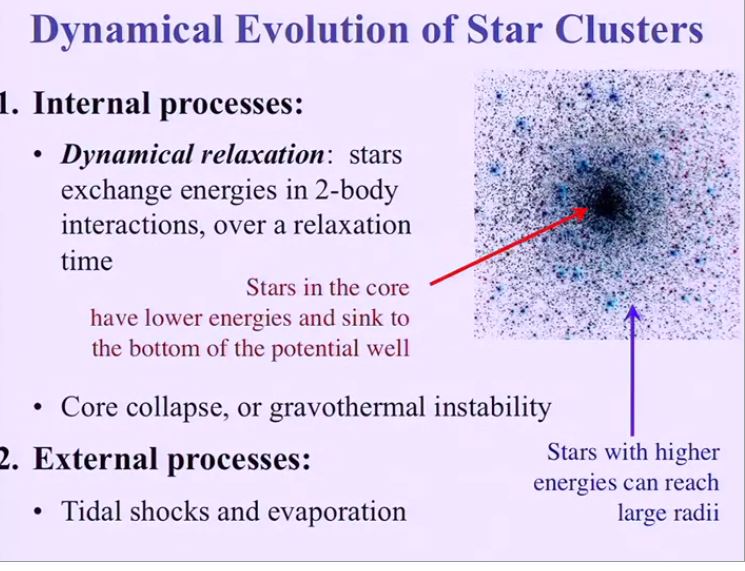 Dynamical Evolution of Star Clusters
1. Internal processes:
• Dynamical relaxation: stars
exchange energies in 2-body
interactions, over a relaxation
time
Stars in the core
have lower energies and sink to
the bottom of the potential well
• Core collapse, or gravothermal instability
2. External processes:
• Tidal shocks and evaporation
Stars with higher
energies can reach
large radii